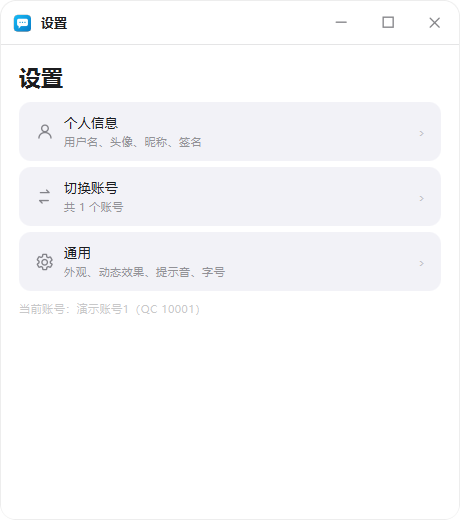 设置
设置
个人信息
用户名、头像、昵称、签名
切换账号
共 1 个账号
通用
外观、动态效果、提示音、字号
当前账号：演示账号1（QC 10001）